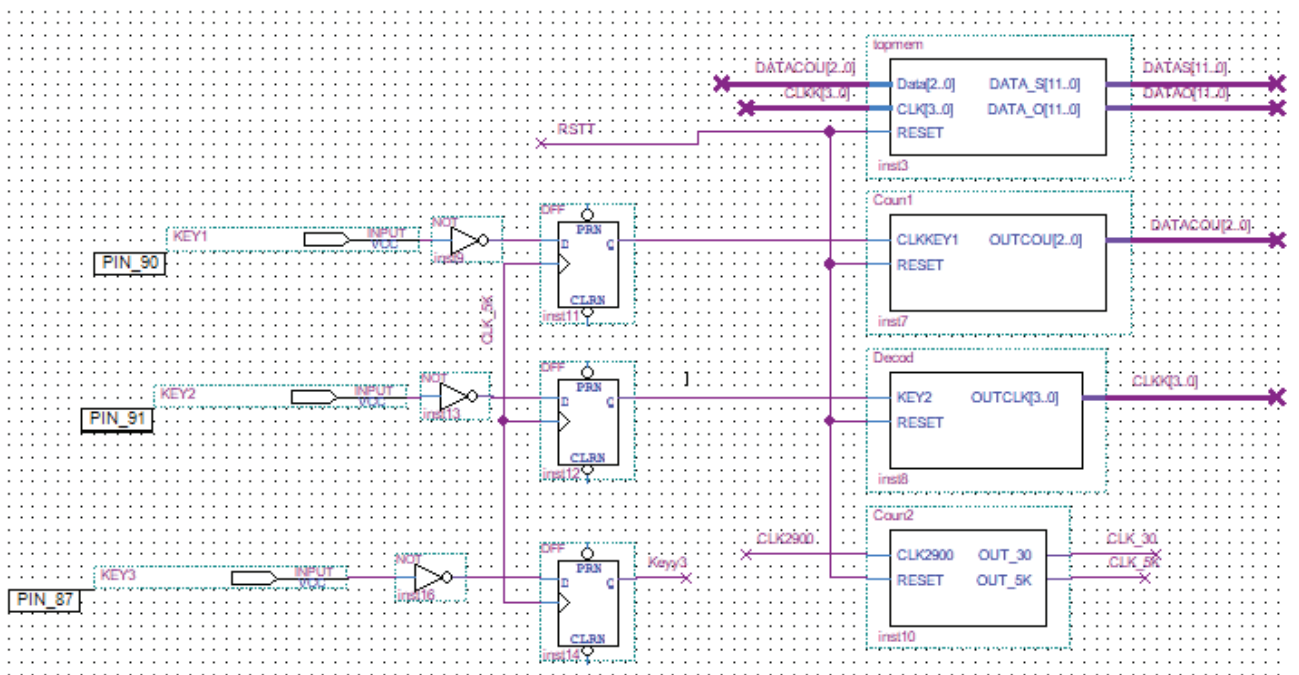 topmem
DATACOU[2..0]
Data[2..0]
DATA_S[11..0]
DATAS[11..0]
CLKK[3..0]
CLK[3..0]
DATA_O[11..0]
DATAO[11..0]
RSTT
RESET
inst3
KEY1
INPUT
VCC
PIN_90
NOT
inst9
DFF
PRN
D
Q
CLRN
inst11
CLK_5K
Coun1
CLKKEY1
OUTCOU[2..0]
DATACOU[2..0]
RESET
inst7
KEY2
INPUT
VCC
PIN_91
NOT
inst13
DFF
PRN
D
Q
CLRN
inst12
]
Decod
KEY2
OUTCLK[3..0]
CLKK[3..0]
RESET
inst8
KEY3
INPUT
VCC
PIN_87
NOT
inst16
DFF
PRN
D
Q
CLRN
inst14
Keyy3
Coun2
CLK2900
CLK2900
OUT_30
CLK_30
RESET
OUT_5K
CLK_5K
inst10